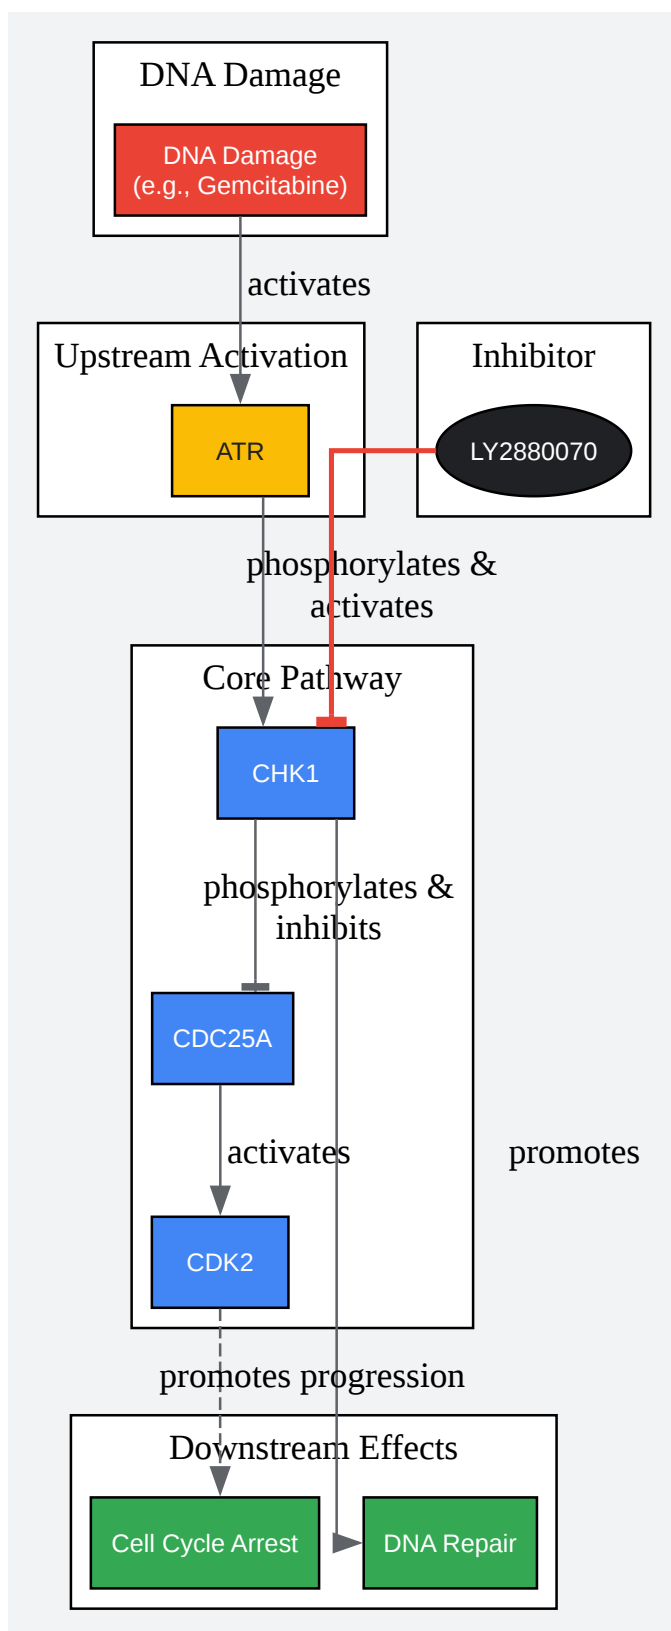 DNA Damage
DNA Damage
(e.g., Gemcitabine)
activates
Upstream Activation
Inhibitor
ATR
LY2880070
phosphorylates &
activates
Core Pathway
CHK1
phosphorylates &
inhibits
CDC25A
activates
promotes
CDK2
promotes progression
Downstream Effects
Cell Cycle Arrest
DNA Repair